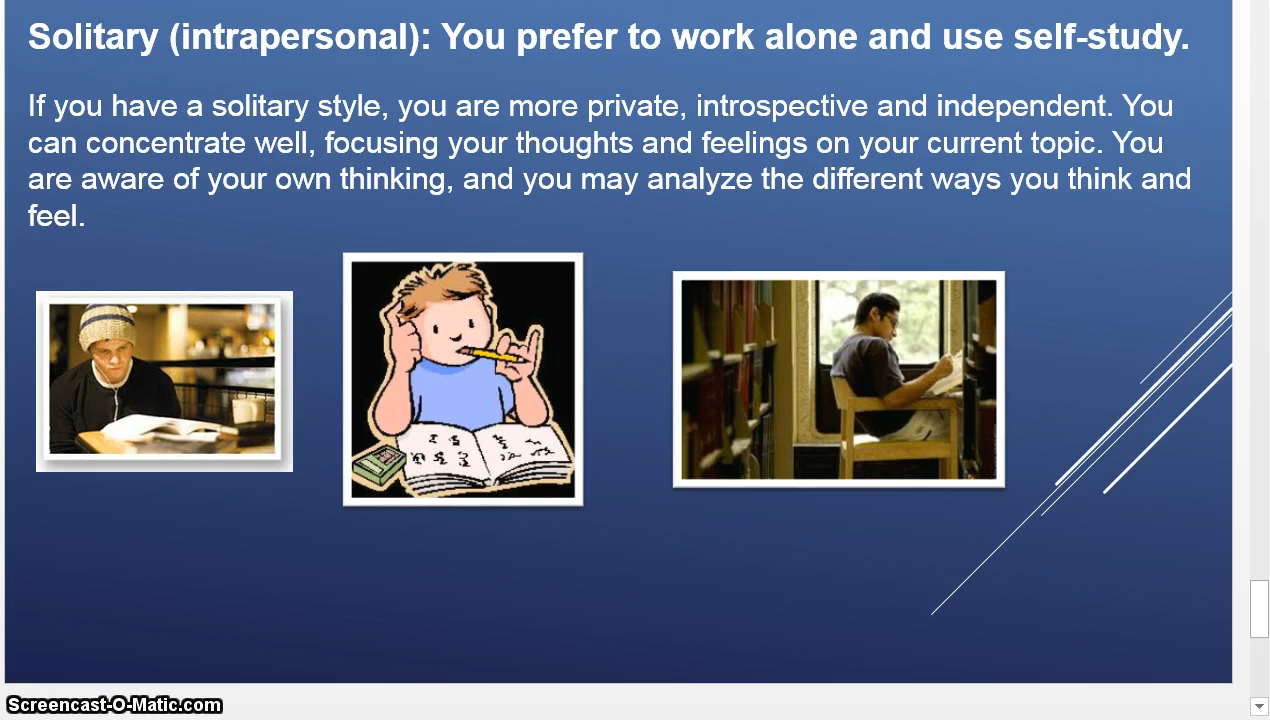 Solitary (intrapersonal): You prefer to work alone and use self-study.
If you have a solitary style, you are more private, introspective and independent. You
can concentrate well, focusing your thoughts and feelings on your current topic. You
are aware of your own thinking, and you may analyze the different ways you think and
feel.
Screencast-O-Matic.com